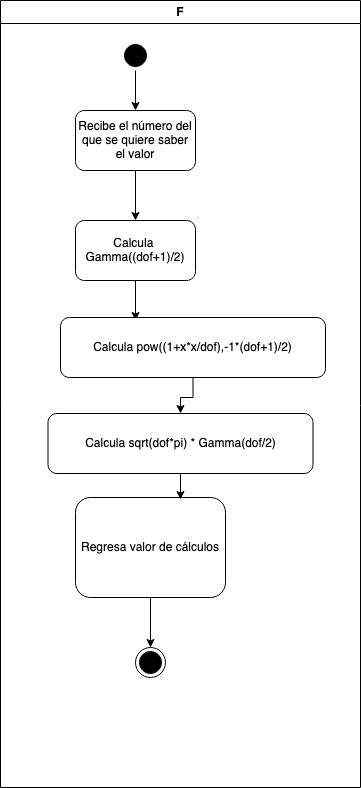 F
Recibe el número del
que se quiere saber
el valor
Calcula
Gamma((dof+1)/2)
Calcula pow((1+x*x/dof),-1*(dof+1)/2)
Calcula sqrt(dof*pi) * Gamma(dof/2)
Regresa valor de cálculos